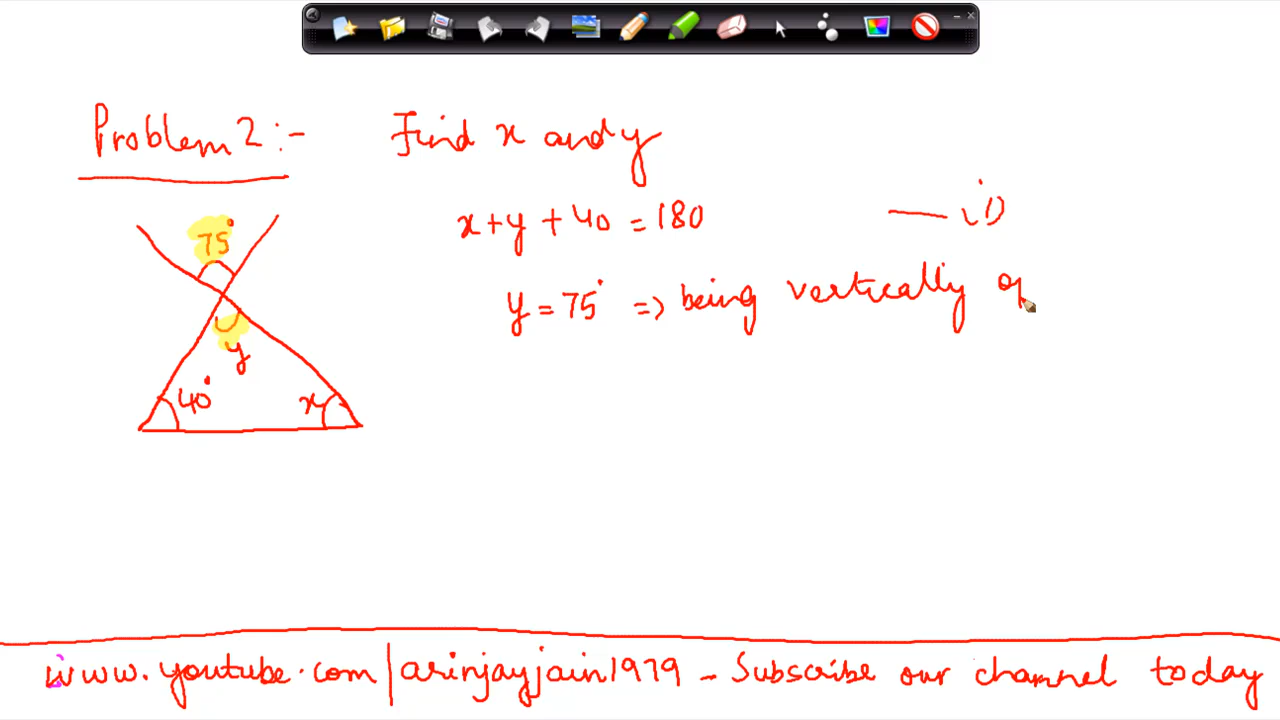 Problem 2 :- Find x and y
x + y + 40 = 180 —— i)
y = 75° => being vertically op
75°
y
40° x
www.youtube.com/arinjayjain1979 - Subscribe our channel today